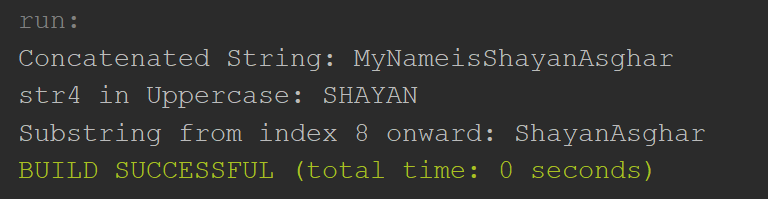 run:
Concatenated String: MyNameisShayanAsghar
str4 in Uppercase: SHAYAN
Substring from index 8 onward: ShayanAsghar
BUILD SUCCESSFUL (total time: 0 seconds)